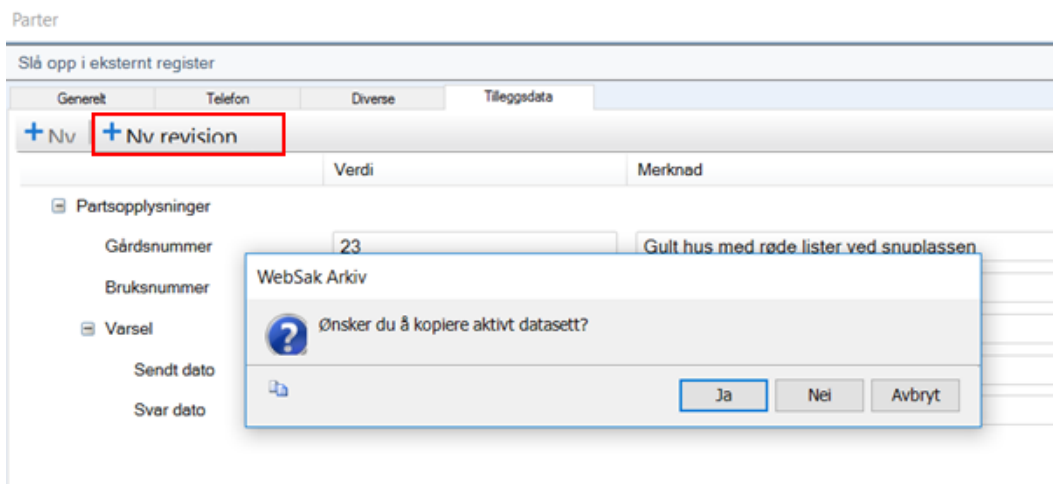 Parter
Slå opp i eksternt register
Generelt Telefon Diverse Tilleggsdata
Ny Ny revisjon
Verdi Merknad
Partsopplysninger
Gårdsnummer 23 Gult hus med røde lister ved snuplassen
WebSak Arkiv
Bruksnummer
Ønsker du å kopiere aktivt datasett?
Varsel
Sendt dato
Ja Nei Avbryt
Svar dato